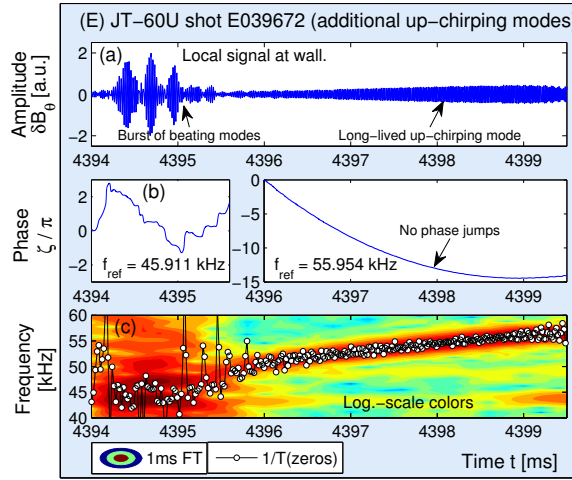 (E) JT−60U shot E039672 (additional up−chirping modes
(a)
Local signal at wall.
Burst of beating modes
Long−lived up−chirping mode
Amplitude
δBθ [a.u.]
2
0
−2
4394 4395 4396 4397 4398 4399
(b)
Phase
ζ / π
2
0
−2
f_ref = 45.911 kHz
4394 4395
0
−5
−10
−15
No phase jumps
f_ref = 55.954 kHz
4396 4397 4398 4399
(c)
Frequency
[kHz]
60
55
50
45
40
Log.−scale colors
4394 4395 4396 4397 4398 4399
1ms FT
1/T(zeros)
Time t [ms]